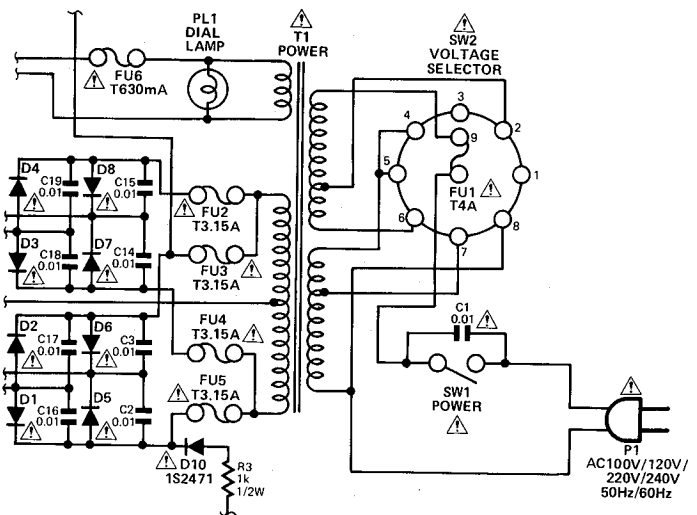 PL1
DIAL
LAMP
FU6
T630mA
T1
POWER
SW2
VOLTAGE
SELECTOR
3
4
2
9
5
1
FU1
T4A
6
8
7
D4
C19
0.01
D8
C15
0.01
FU2
T3.15A
D3
C18
0.01
D7
C14
0.01
FU3
T3.15A
D2
C17
0.01
D6
C3
0.01
FU4
T3.15A
C1
0.01
D1
C16
0.01
D5
C2
0.01
FU5
T3.15A
SW1
POWER
D10
1S2471
R3
1k
1/2W
P1
AC100V/120V/
220V/240V
50Hz/60Hz